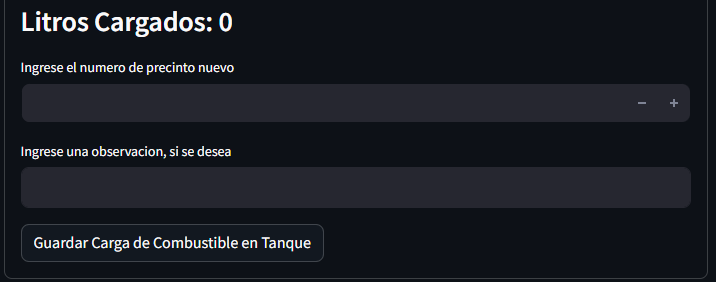 Litros Cargados: 0
Ingrese el numero de precinto nuevo
Ingrese una observacion, si se desea
Guardar Carga de Combustible en Tanque